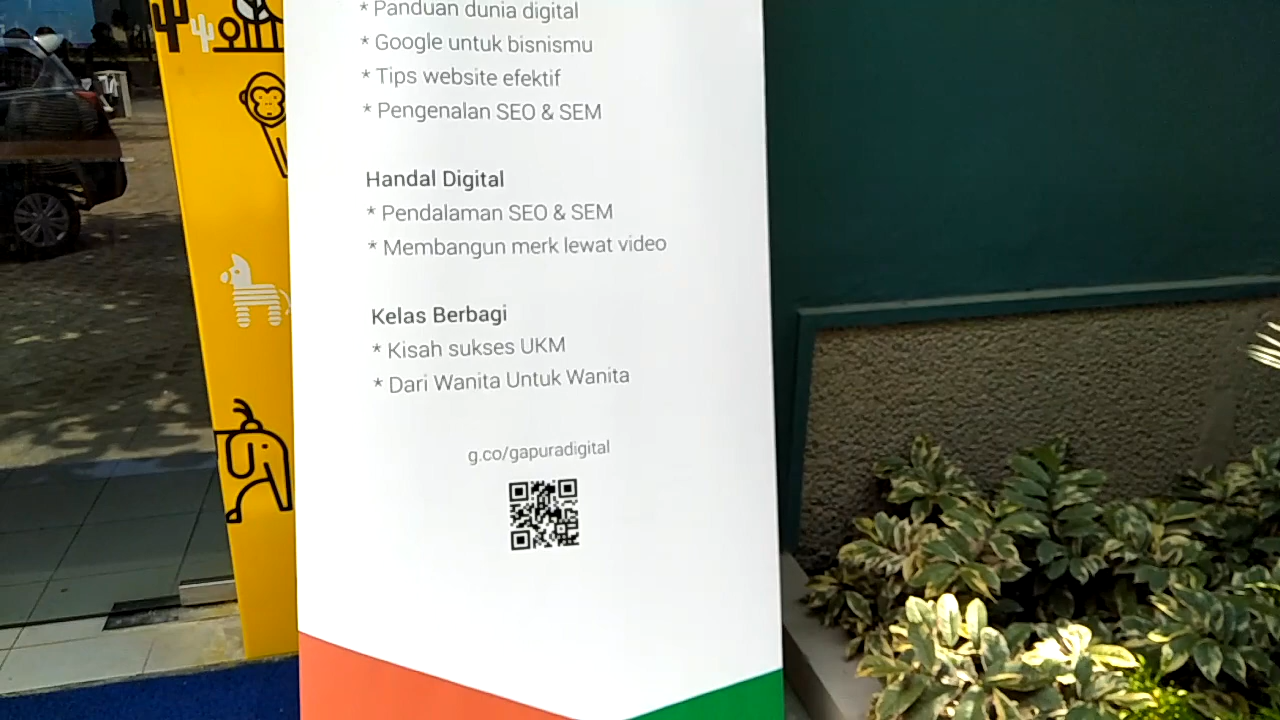 * Panduan dunia digital
* Google untuk bisnismu
* Tips website efektif
* Pengenalan SEO & SEM
Handal Digital
* Pendalaman SEO & SEM
* Membangun merk lewat video
Kelas Berbagi
* Kisah sukses UKM
* Dari Wanita Untuk Wanita
g.co/gapuradigital